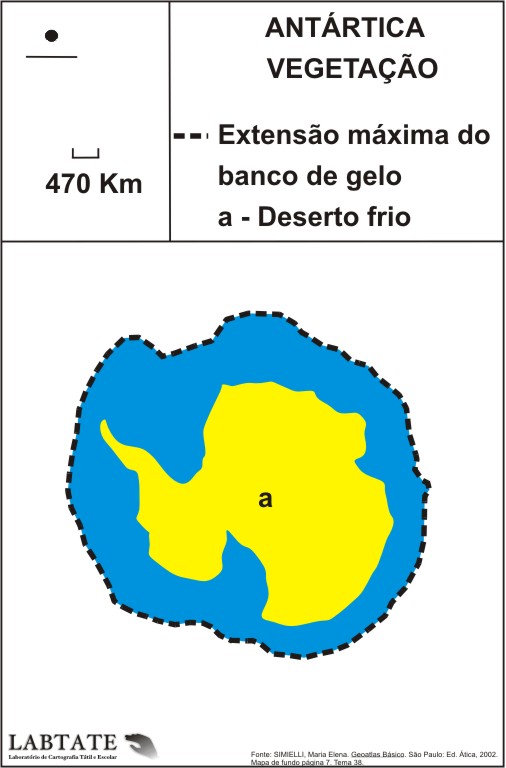 ANTÁRTICA
VEGETAÇÃO
Extensão máxima do
banco de gelo
a - Deserto frio
470 Km
a
LABTATE
Laboratório de Cartografia Tátil e Escolar
Fonte: SIMIELLI, Maria Elena. Geoatlas Básico. São Paulo: Ed. Ática, 2002.
Mapa de fundo página 7. Tema 38.